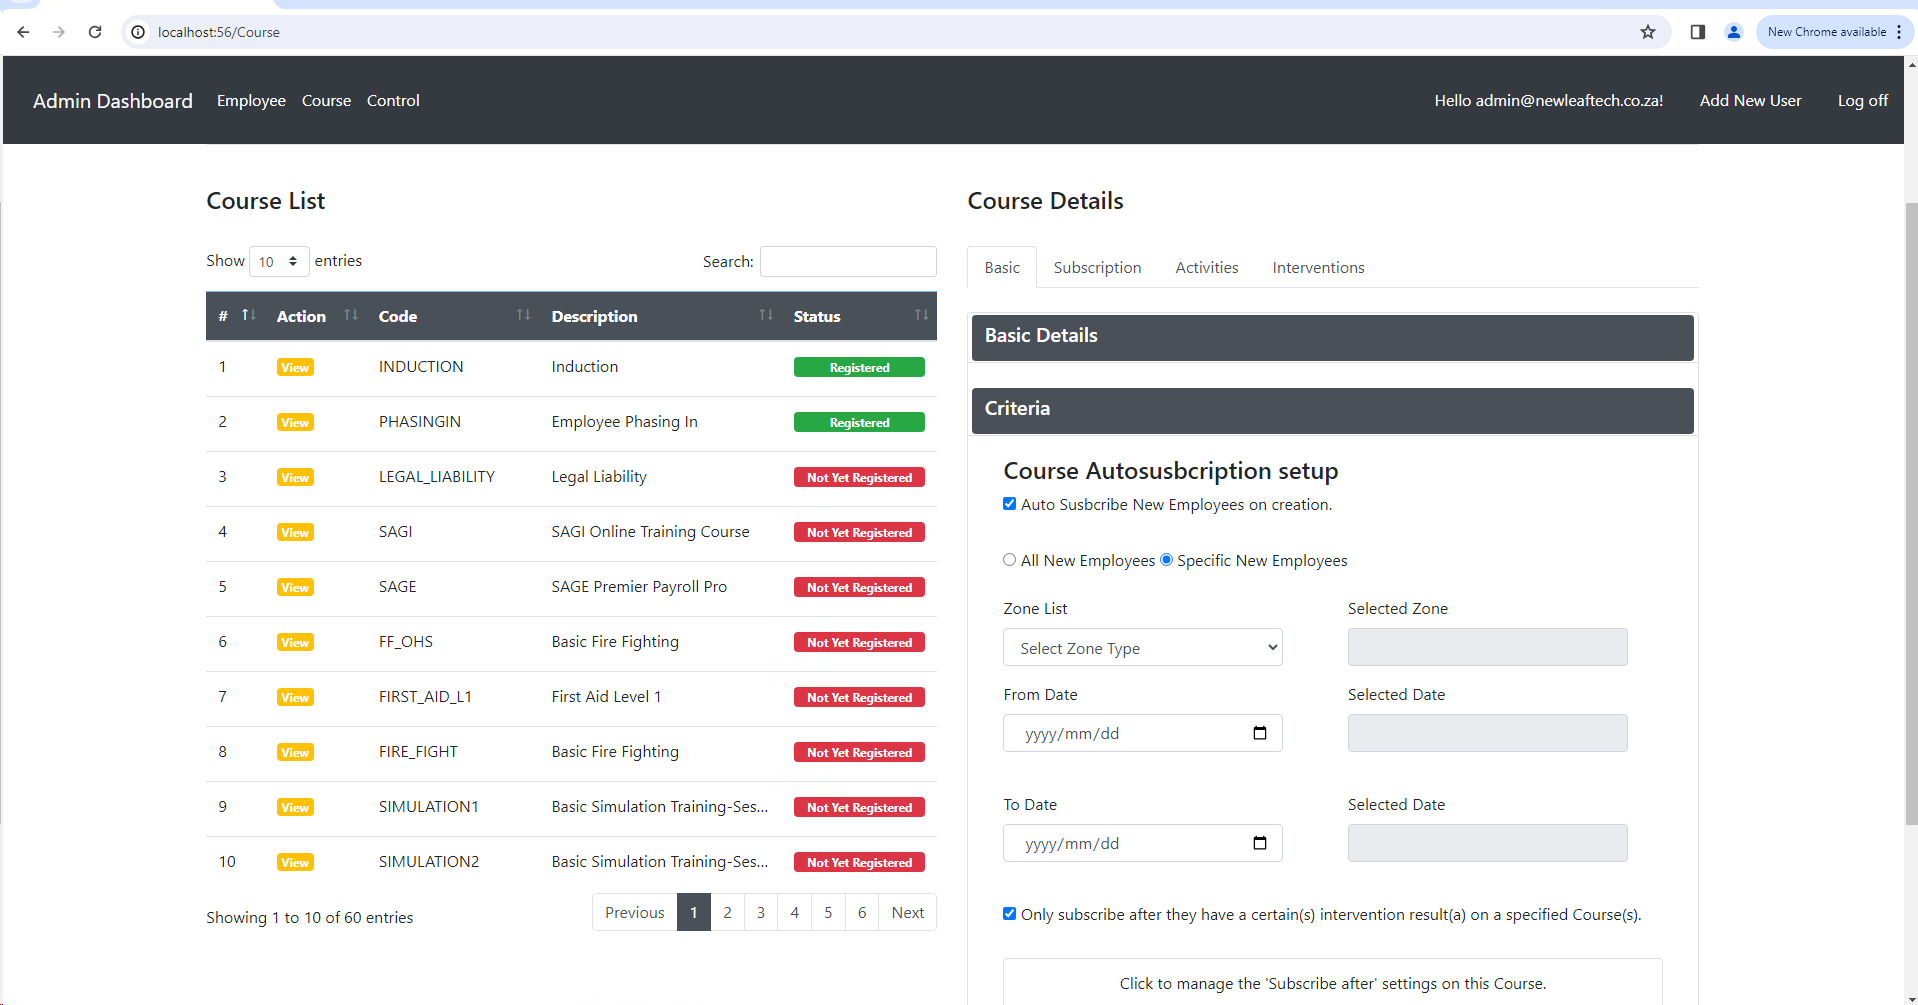 localhost:56/Course
New Chrome available
Admin Dashboard Employee Course Control Hello admin@newleaftech.co.za! Add New User Log off
Course List
Show 10 entries Search:
# Action Code Description Status
1 View INDUCTION Induction Registered
2 View PHASINGIN Employee Phasing In Registered
3 View LEGAL_LIABILITY Legal Liability Not Yet Registered
4 View SAGI SAGI Online Training Course Not Yet Registered
5 View SAGE SAGE Premier Payroll Pro Not Yet Registered
6 View FF_OHS Basic Fire Fighting Not Yet Registered
7 View FIRST_AID_L1 First Aid Level 1 Not Yet Registered
8 View FIRE_FIGHT Basic Fire Fighting Not Yet Registered
9 View SIMULATION1 Basic Simulation Training-Ses... Not Yet Registered
10 View SIMULATION2 Basic Simulation Training-Ses... Not Yet Registered
Showing 1 to 10 of 60 entries
Previous 1 2 3 4 5 6 Next
Course Details
Basic Subscription Activities Interventions
Basic Details
Criteria
Course Autosusbcription setup
Auto Susbcribe New Employees on creation.
All New Employees Specific New Employees
Zone List Selected Zone
Select Zone Type
From Date Selected Date
yyyy/mm/dd
To Date Selected Date
yyyy/mm/dd
Only subscribe after they have a certain(s) intervention result(a) on a specified Course(s).
Click to manage the 'Subscribe after' settings on this Course.